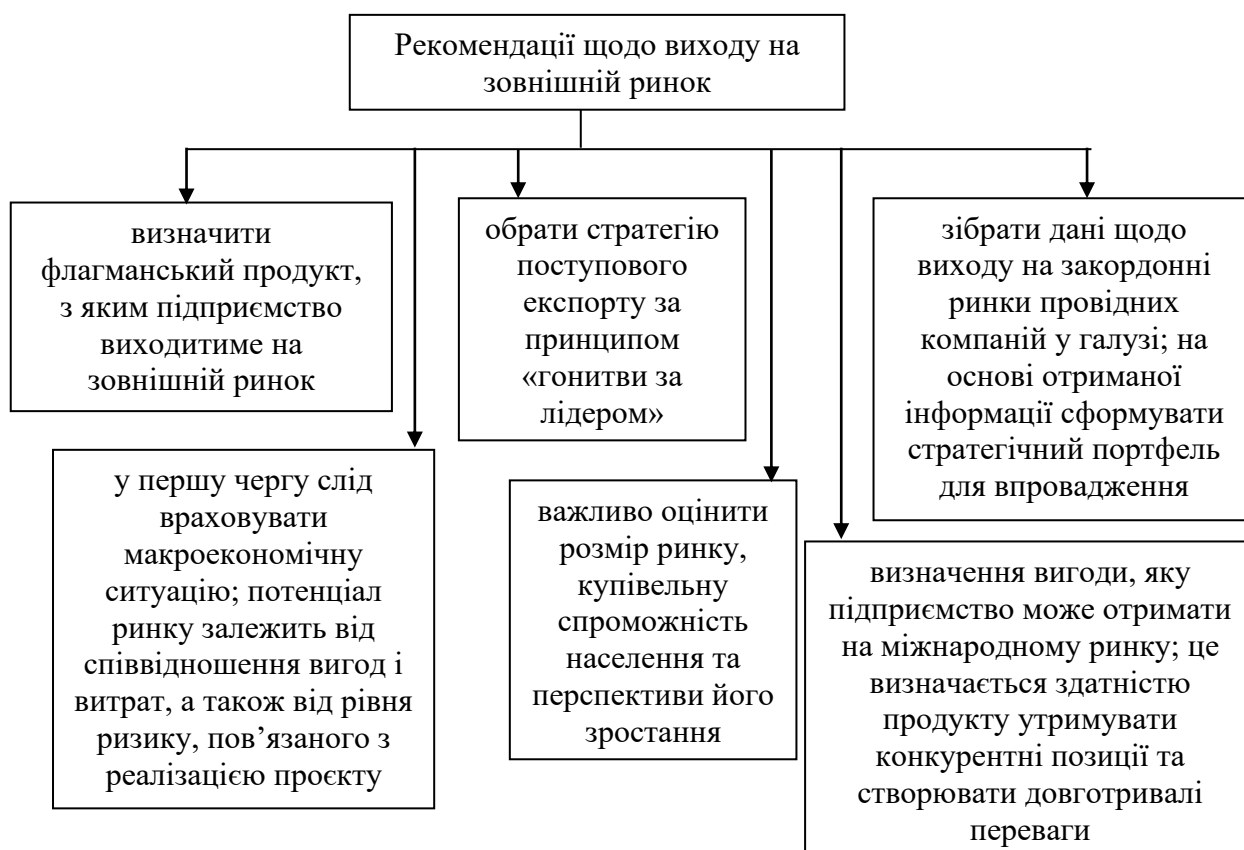 Рекомендації щодо виходу на
зовнішній ринок
визначити
флагманський продукт,
з яким підприємство
виходитиме на
зовнішній ринок
обрати стратегію
поступового
експорту за
принципом
«гонитви за
лідером»
зібрати дані щодо
виходу на закордонні
ринки провідних
компаній у галузі; на
основі отриманої
інформації сформувати
стратегічний портфель
для впровадження
у першу чергу слід
враховувати
макроекономічну
ситуацію; потенціал
ринку залежить від
співвідношення вигод і
витрат, а також від рівня
ризику, пов’язаного з
реалізацією проєкту
важливо оцінити
розмір ринку,
купівельну
спроможність
населення та
перспективи його
зростання
визначення вигоди, яку
підприємство може отримати
на міжнародному ринку; це
визначається здатністю
продукту утримувати
конкурентні позиції та
створювати довготривалі
переваги